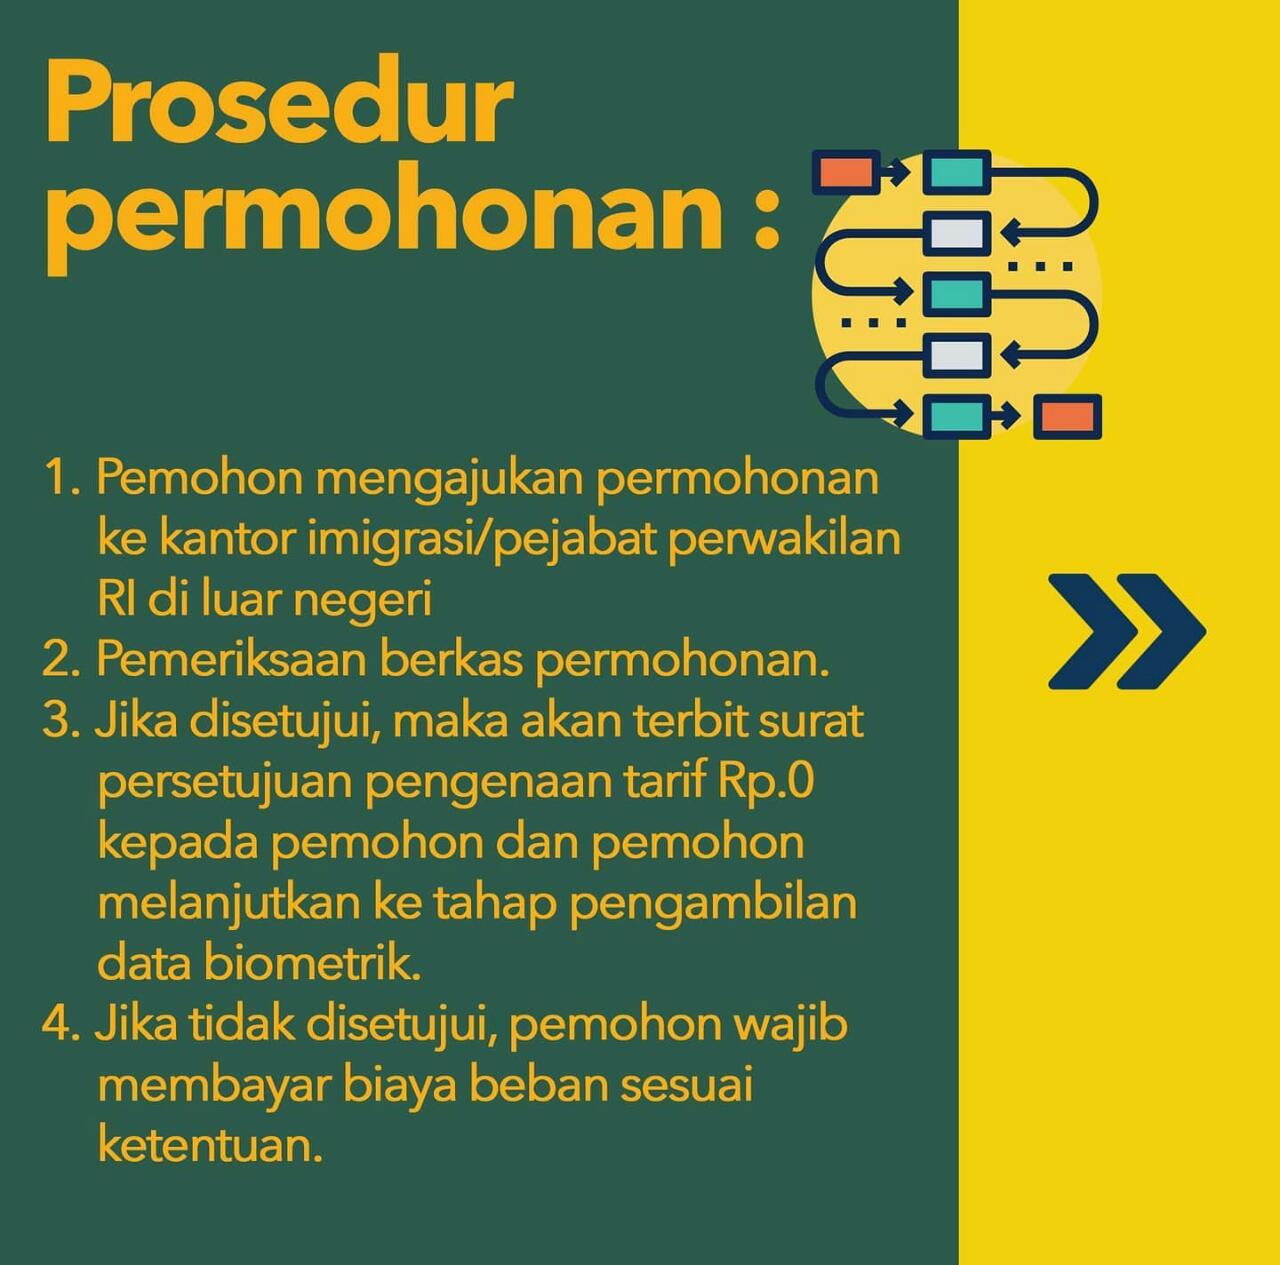 Prosedur
permohonan :
1. Pemohon mengajukan permohonan
ke kantor imigrasi/pejabat perwakilan
RI di luar negeri
2. Pemeriksaan berkas permohonan.
3. Jika disetujui, maka akan terbit surat
persetujuan pengenaan tarif Rp.0
kepada pemohon dan pemohon
melanjutkan ke tahap pengambilan
data biometrik.
4. Jika tidak disetujui, pemohon wajib
membayar biaya beban sesuai
ketentuan.